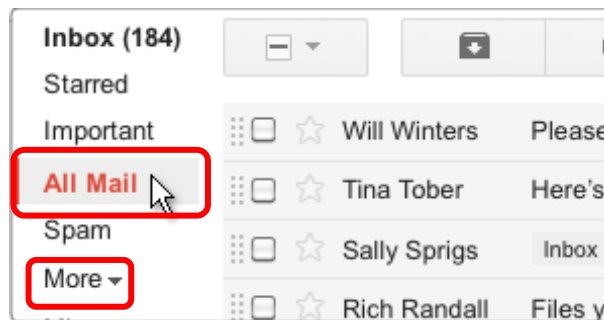 Inbox (184)
Starred
Important
All Mail
Spam
More
Will Winters Please
Tina Tober Here's
Sally Sprigs Inbox
Rich Randall Files y